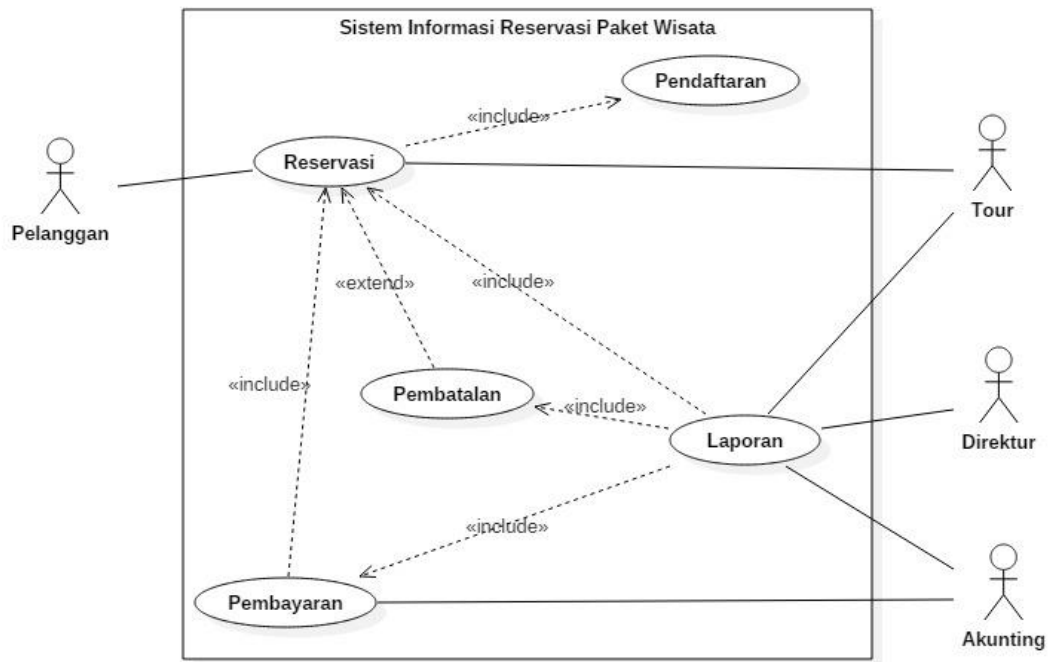 Sistem Informasi Reservasi Paket Wisata
Pendaftaran
«include»
Reservasi
Pelanggan
Tour
«extend»
«include»
«include»
Pembatalan
«include»
Laporan
Direktur
«include»
Pembayaran
Akunting